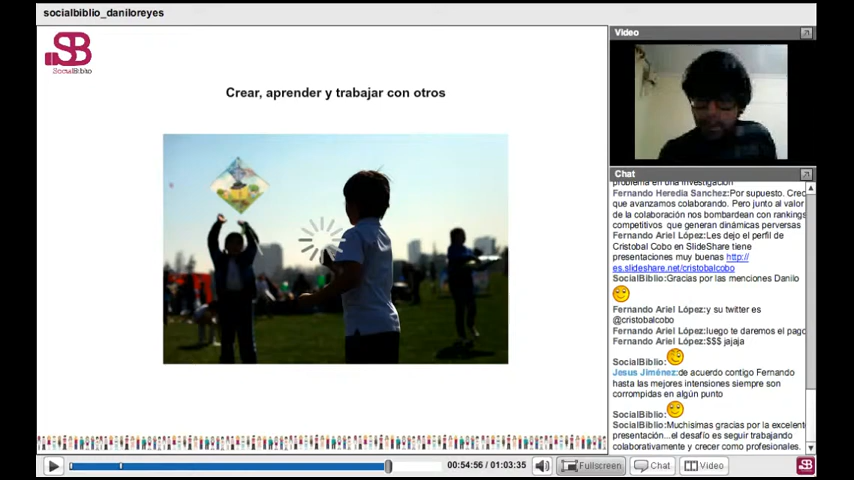 socialbiblio_daniloreyes
SB
SocialBiblio
Crear, aprender y trabajar con otros
Video
Chat
problema en una investigación
Fernando Heredia Sanchez:Por supuesto. Creo
que avanzamos colaborando. Pero junto al valor
de la colaboración nos bombardean con rankings
competitivos que generan dinámicas perversas
Fernando Ariel López:Les dejo el perfil de
Cristobal Cobo en SlideShare tiene
presentaciones muy buenas http://
es.slideshare.net/cristobalcobo
SocialBiblio:Gracias por las menciones Danilo
Fernando Ariel López:y su twitter es
@cristobalcobo
Fernando Ariel López:luego te daremos el pago
Fernando Ariel López:$$$ jajaja
SocialBiblio:
Jesus Jiménez:de acuerdo contigo Fernando
hasta las mejores intensiones siempre son
corrompidas en algún punto
SocialBiblio:
SocialBiblio:Muchisimas gracias por la excelent
presentación...el desafío es seguir trabajando
colaborativamente y crecer como profesionales.
00:54:56 / 01:03:35
Fullscreen
Chat
Video
SB